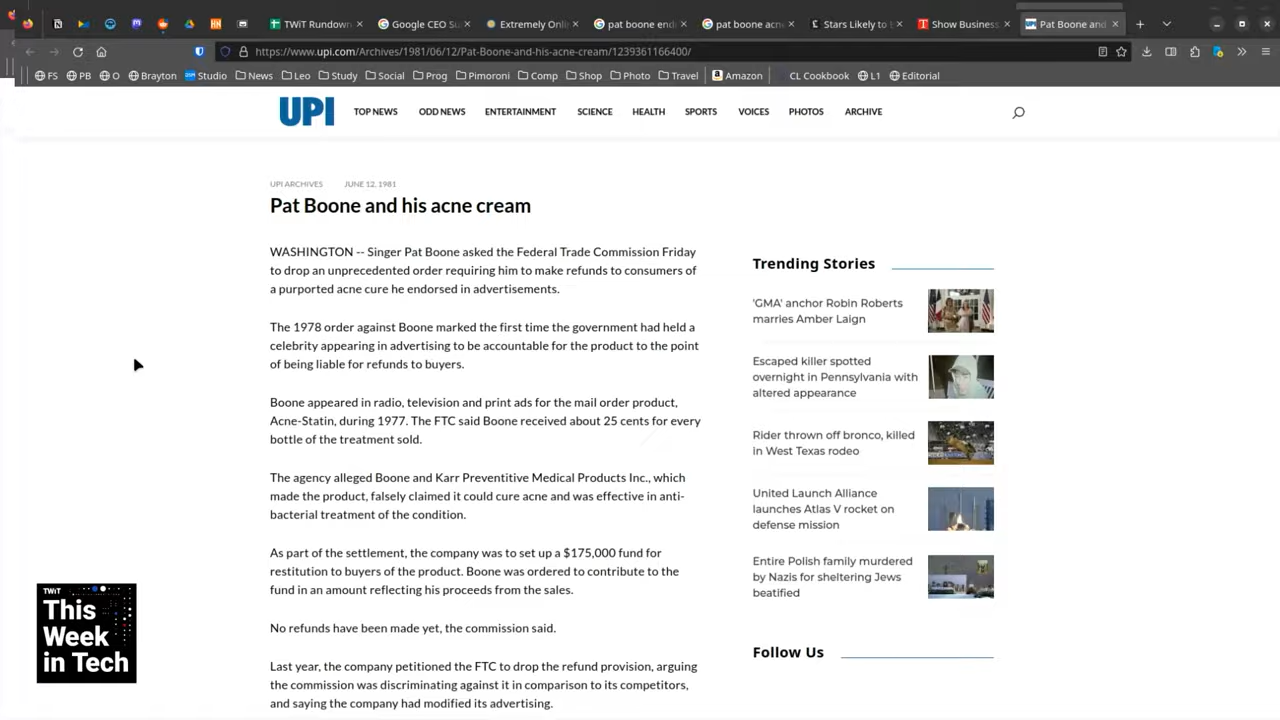 TWiT Rundown
Google CEO Su
Extremely Onli
pat boone end
pat boone acne
Stars Likely to
Show Business
Pat Boone and
https://www.upi.com/Archives/1981/06/12/Pat-Boone-and-his-acne-cream/1239361166400/
FS
PB
O
Brayton
Studio
News
Leo
Study
Social
Prog
Pimoroni
Comp
Shop
Photo
Travel
Amazon
CL Cookbook
L1
Editorial
UPI
TOP NEWS
ODD NEWS
ENTERTAINMENT
SCIENCE
HEALTH
SPORTS
VOICES
PHOTOS
ARCHIVE
UPI ARCHIVES
JUNE 12, 1981
Pat Boone and his acne cream
WASHINGTON -- Singer Pat Boone asked the Federal Trade Commission Friday
to drop an unprecedented order requiring him to make refunds to consumers of
a purported acne cure he endorsed in advertisements.
The 1978 order against Boone marked the first time the government had held a
celebrity appearing in advertising to be accountable for the product to the point
of being liable for refunds to buyers.
Boone appeared in radio, television and print ads for the mail order product,
Acne-Statin, during 1977. The FTC said Boone received about 25 cents for every
bottle of the treatment sold.
The agency alleged Boone and Karr Preventitive Medical Products Inc., which
made the product, falsely claimed it could cure acne and was effective in anti-
bacterial treatment of the condition.
As part of the settlement, the company was to set up a $175,000 fund for
restitution to buyers of the product. Boone was ordered to contribute to the
fund in an amount reflecting his proceeds from the sales.
No refunds have been made yet, the commission said.
Last year, the company petitioned the FTC to drop the refund provision, arguing
the commission was discriminating against it in comparison to its competitors,
and saying the company had modified its advertising.
Trending Stories
'GMA' anchor Robin Roberts
marries Amber Laign
Escaped killer spotted
overnight in Pennsylvania with
altered appearance
Rider thrown off bronco, killed
in West Texas rodeo
United Launch Alliance
launches Atlas V rocket on
defense mission
Entire Polish family murdered
by Nazis for sheltering Jews
beatified
Follow Us
TWiT
This
Week
in Tech